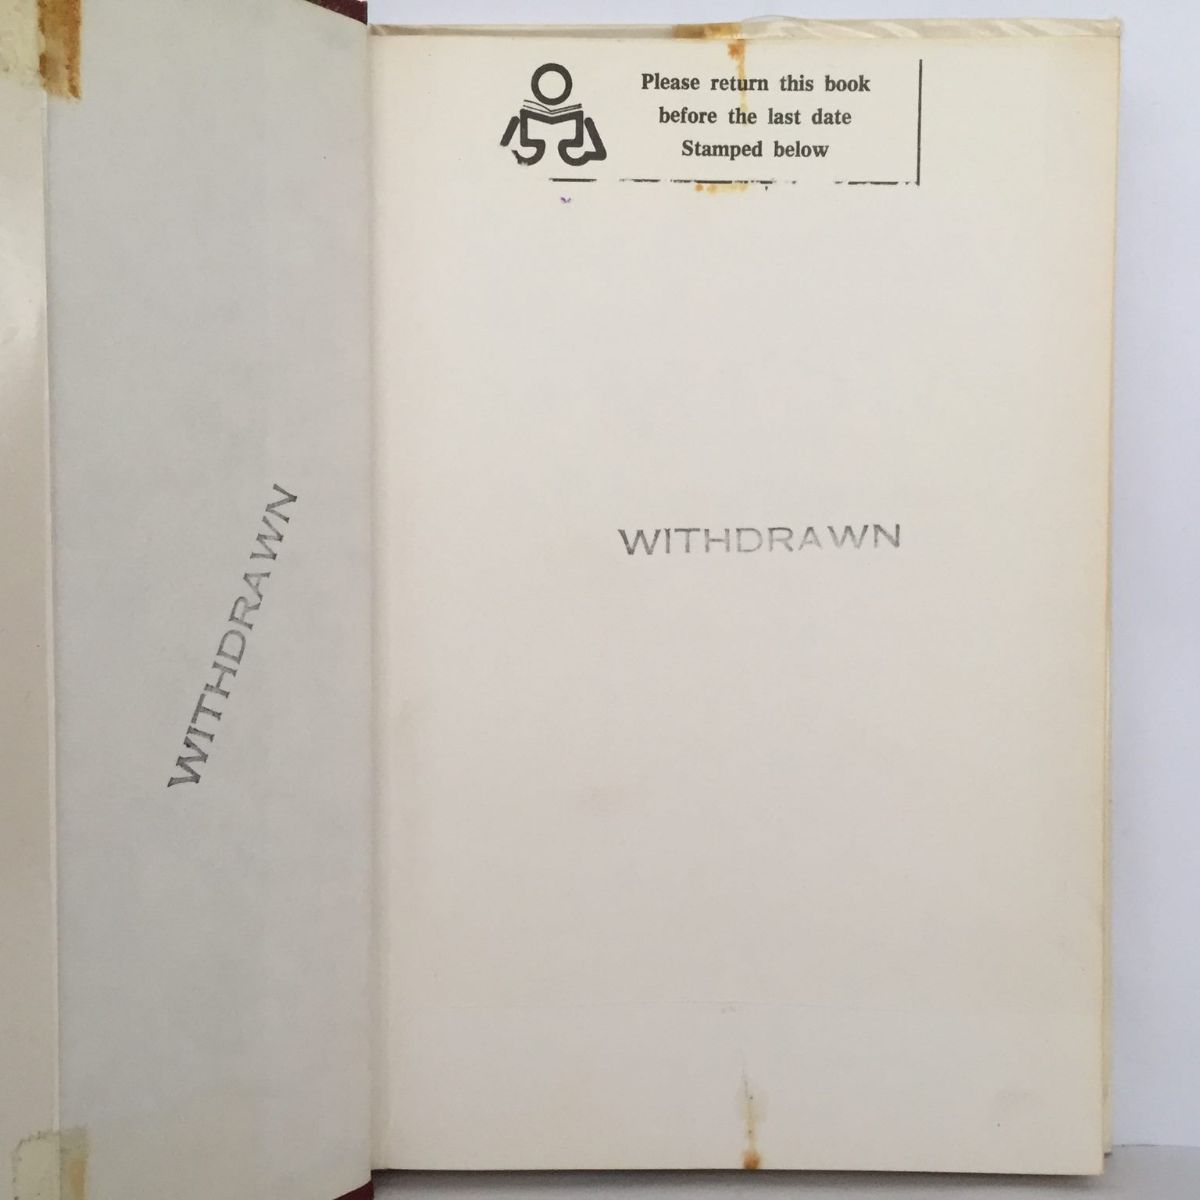 WITHDRAWN
Please return this book
before the last date
Stamped below
WITHDRAWN